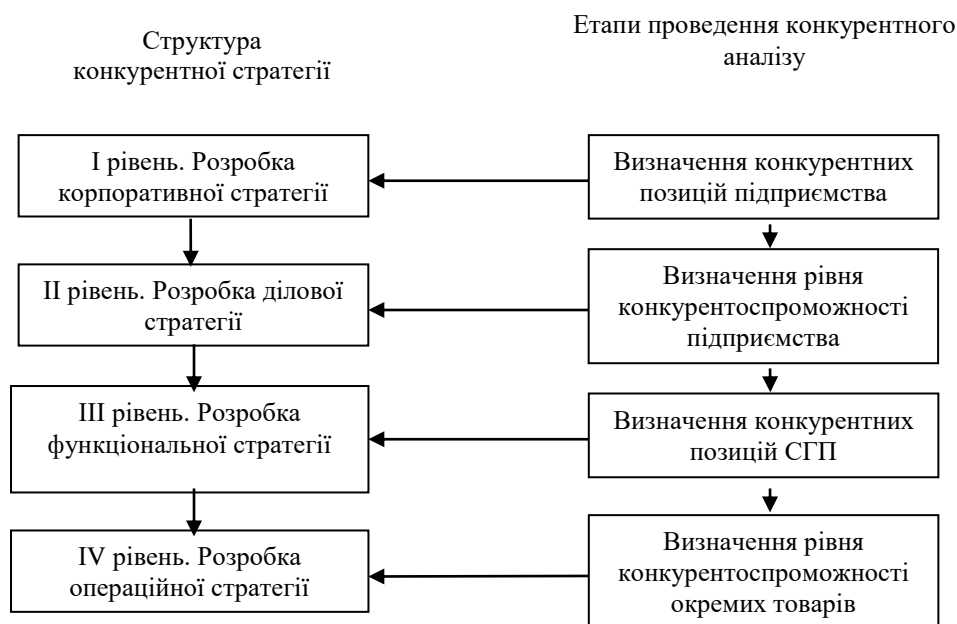 Структура
конкурентної стратегії
Етапи проведення конкурентного
аналізу
I рівень. Розробка
корпоративної стратегії
Визначення конкурентних
позицій підприємства
II рівень. Розробка ділової
стратегії
Визначення рівня
конкурентоспроможності
підприємства
III рівень. Розробка
функціональної стратегії
Визначення конкурентних
позицій СГП
IV рівень. Розробка
операційної стратегії
Визначення рівня
конкурентоспроможності
окремих товарів